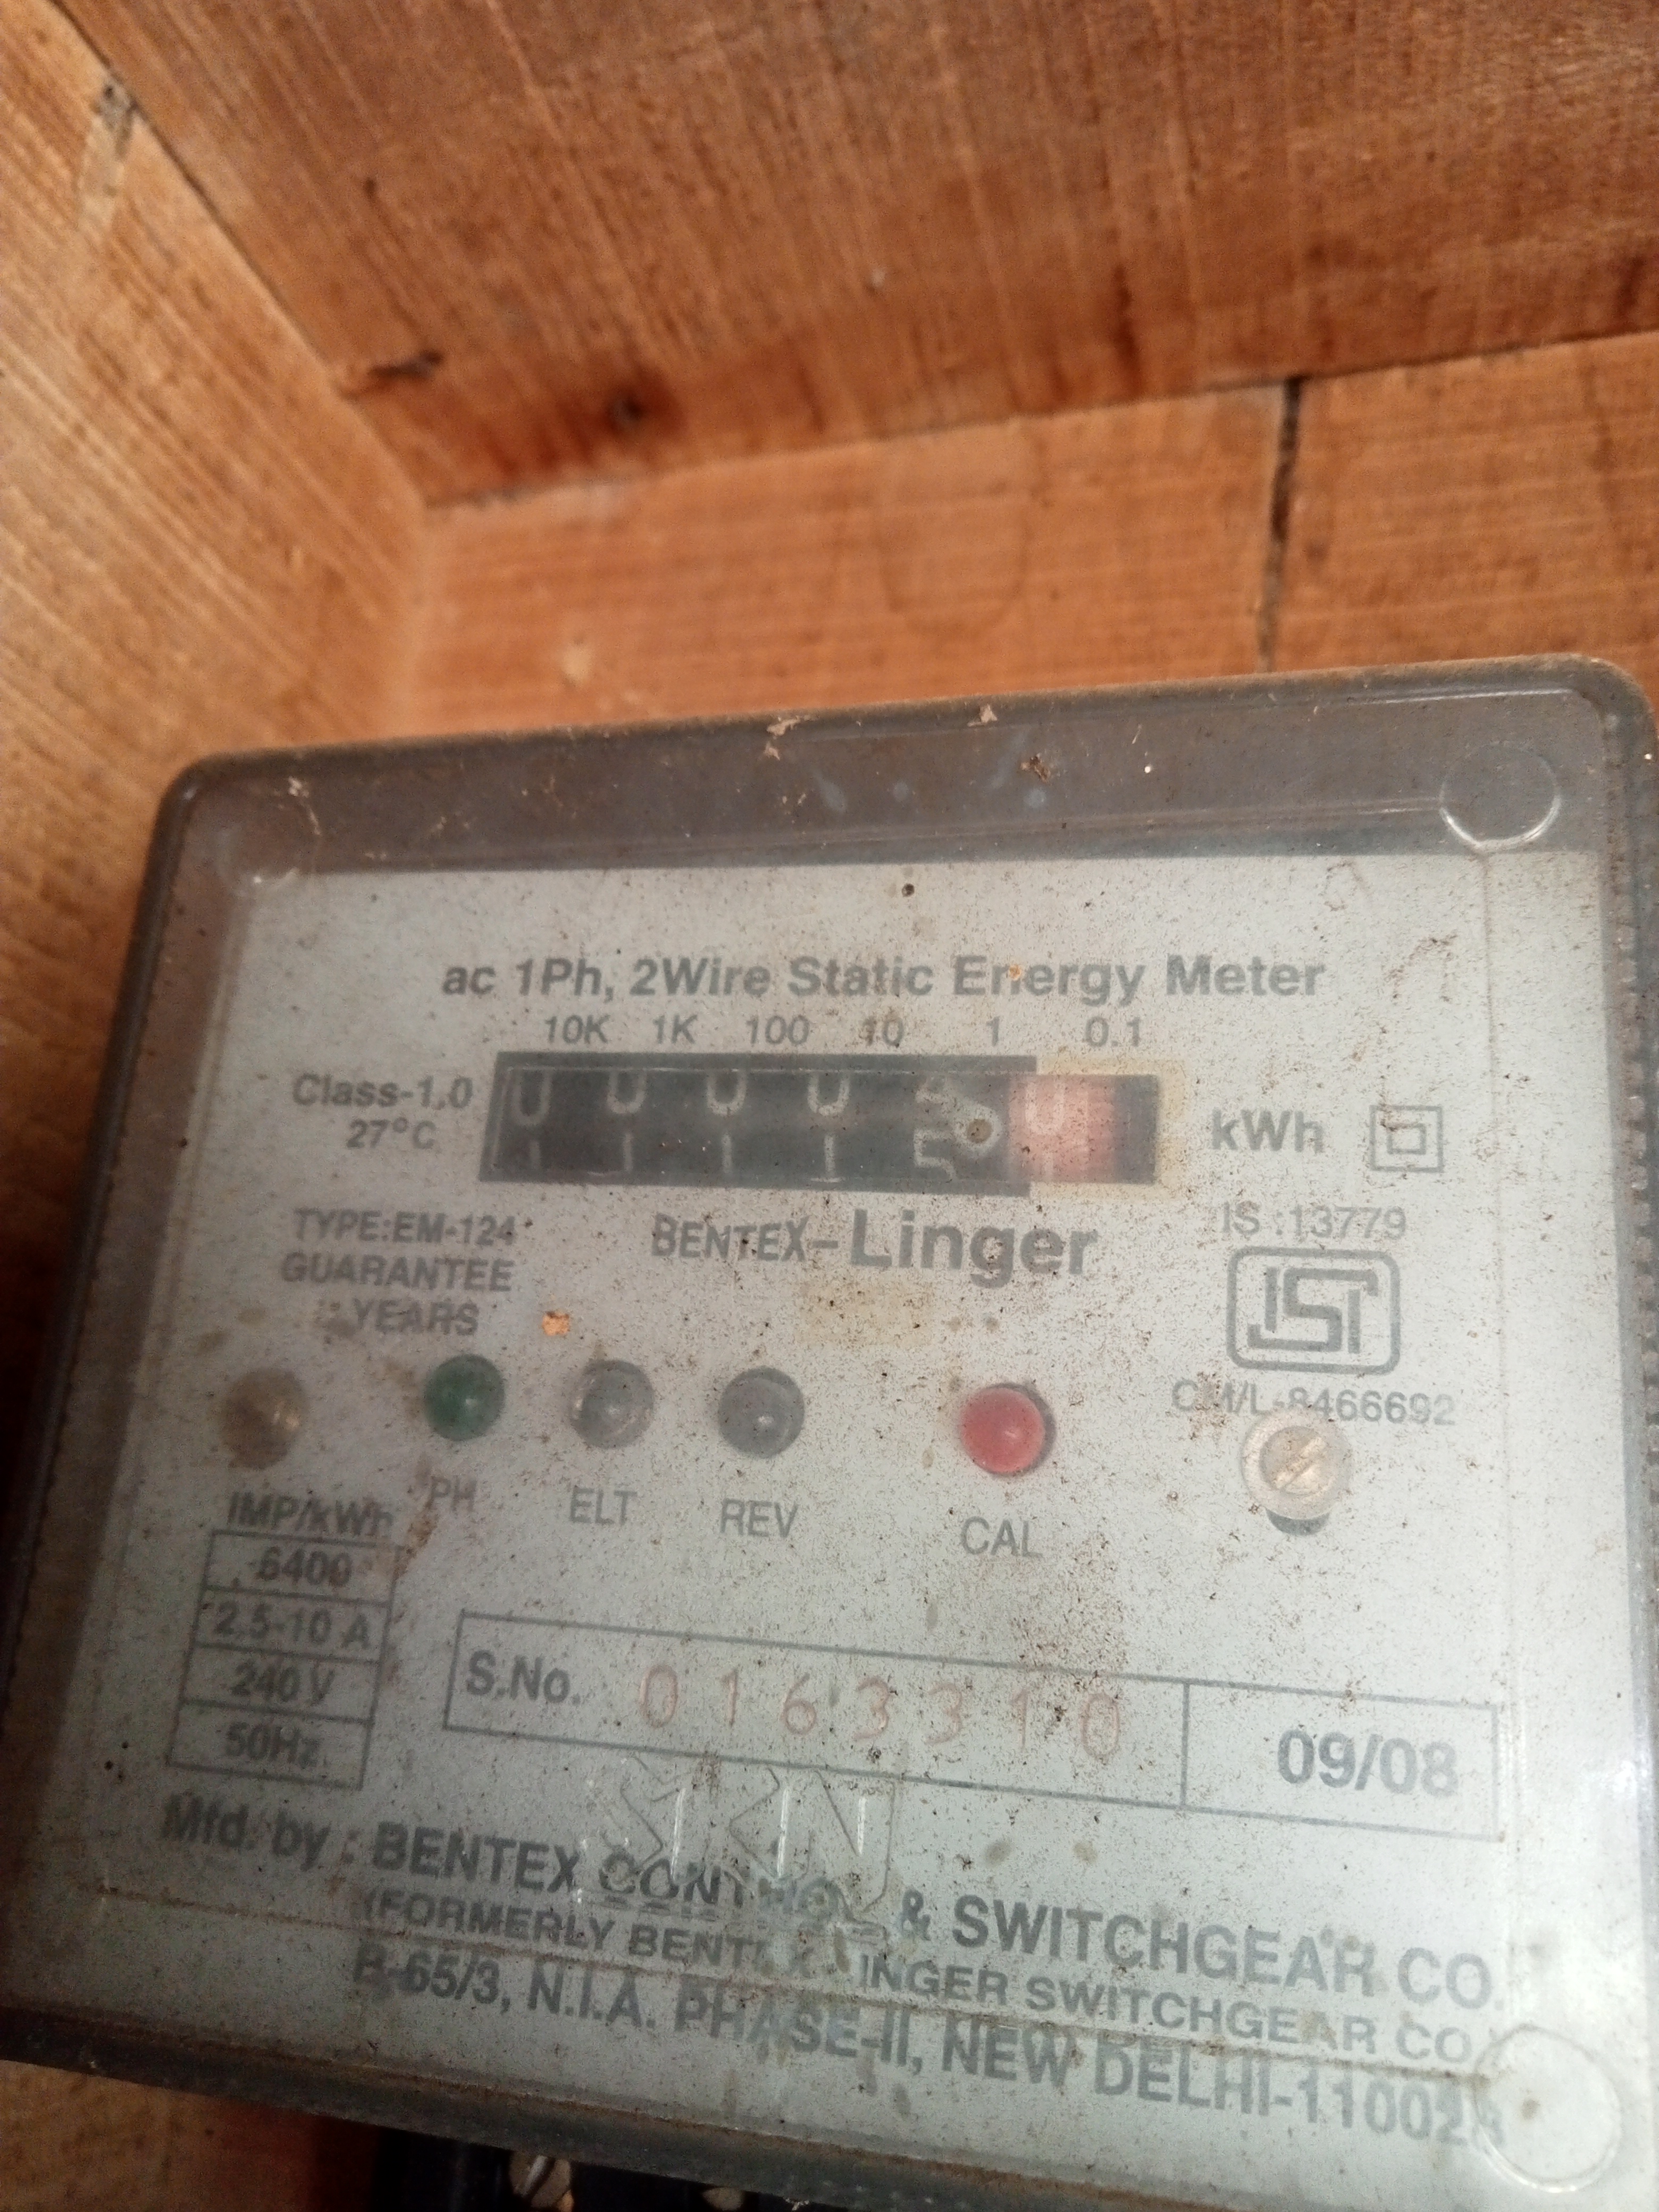 ac 1Ph, 2Wire Static Energy Meter
10K 1K 100 10 1 0.1
Class-1.0
27°C
kWh
TYPE:EM-124
GUARANTEE
YEARS
BENTEX-Linger
IS :13779
ISI
CM/L-8466692
PH ELT REV CAL
IMP/kWh
6400
2.5-10 A
240 V
50Hz
S.No. 0163310 09/08
Mfd. by : BENTEX CONTROL & SWITCHGEAR CO.
(FORMERLY BENTEX LINGER SWITCHGEAR CO.)
B-65/3, N.I.A. PHASE-II, NEW DELHI-110028